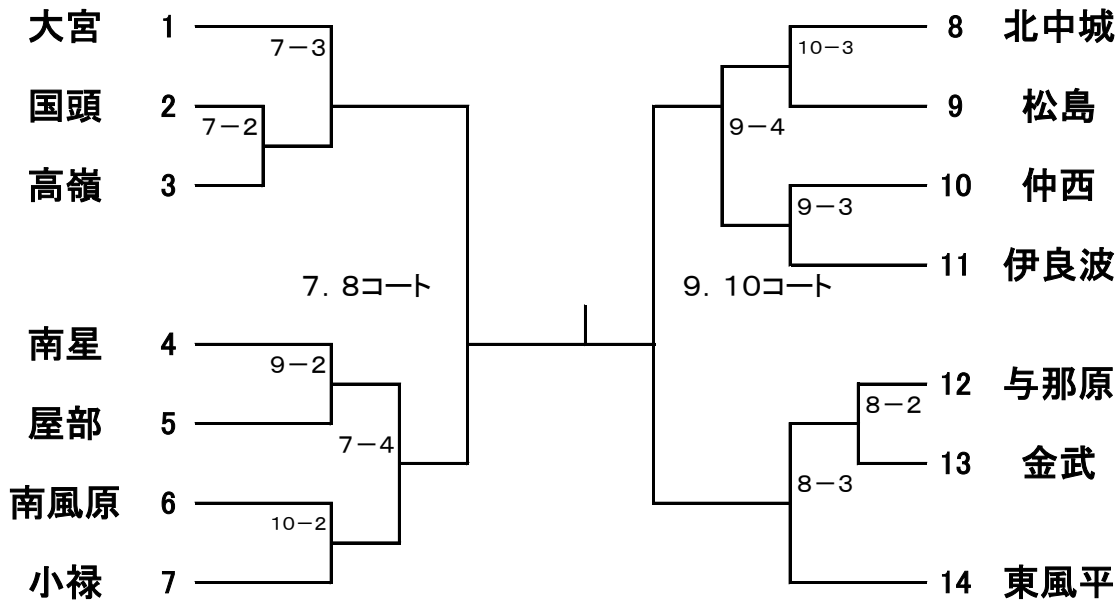 大宮 1
7－3
国頭 2
7－2
高嶺 3
7．8コート
南星 4
9－2
屋部 5
7－4
南風原 6
10－2
小禄 7
8 北中城
10－3
9 松島
9－4
10 仲西
9－3
11 伊良波
9．10コート
12 与那原
8－2
13 金武
8－3
14 東風平